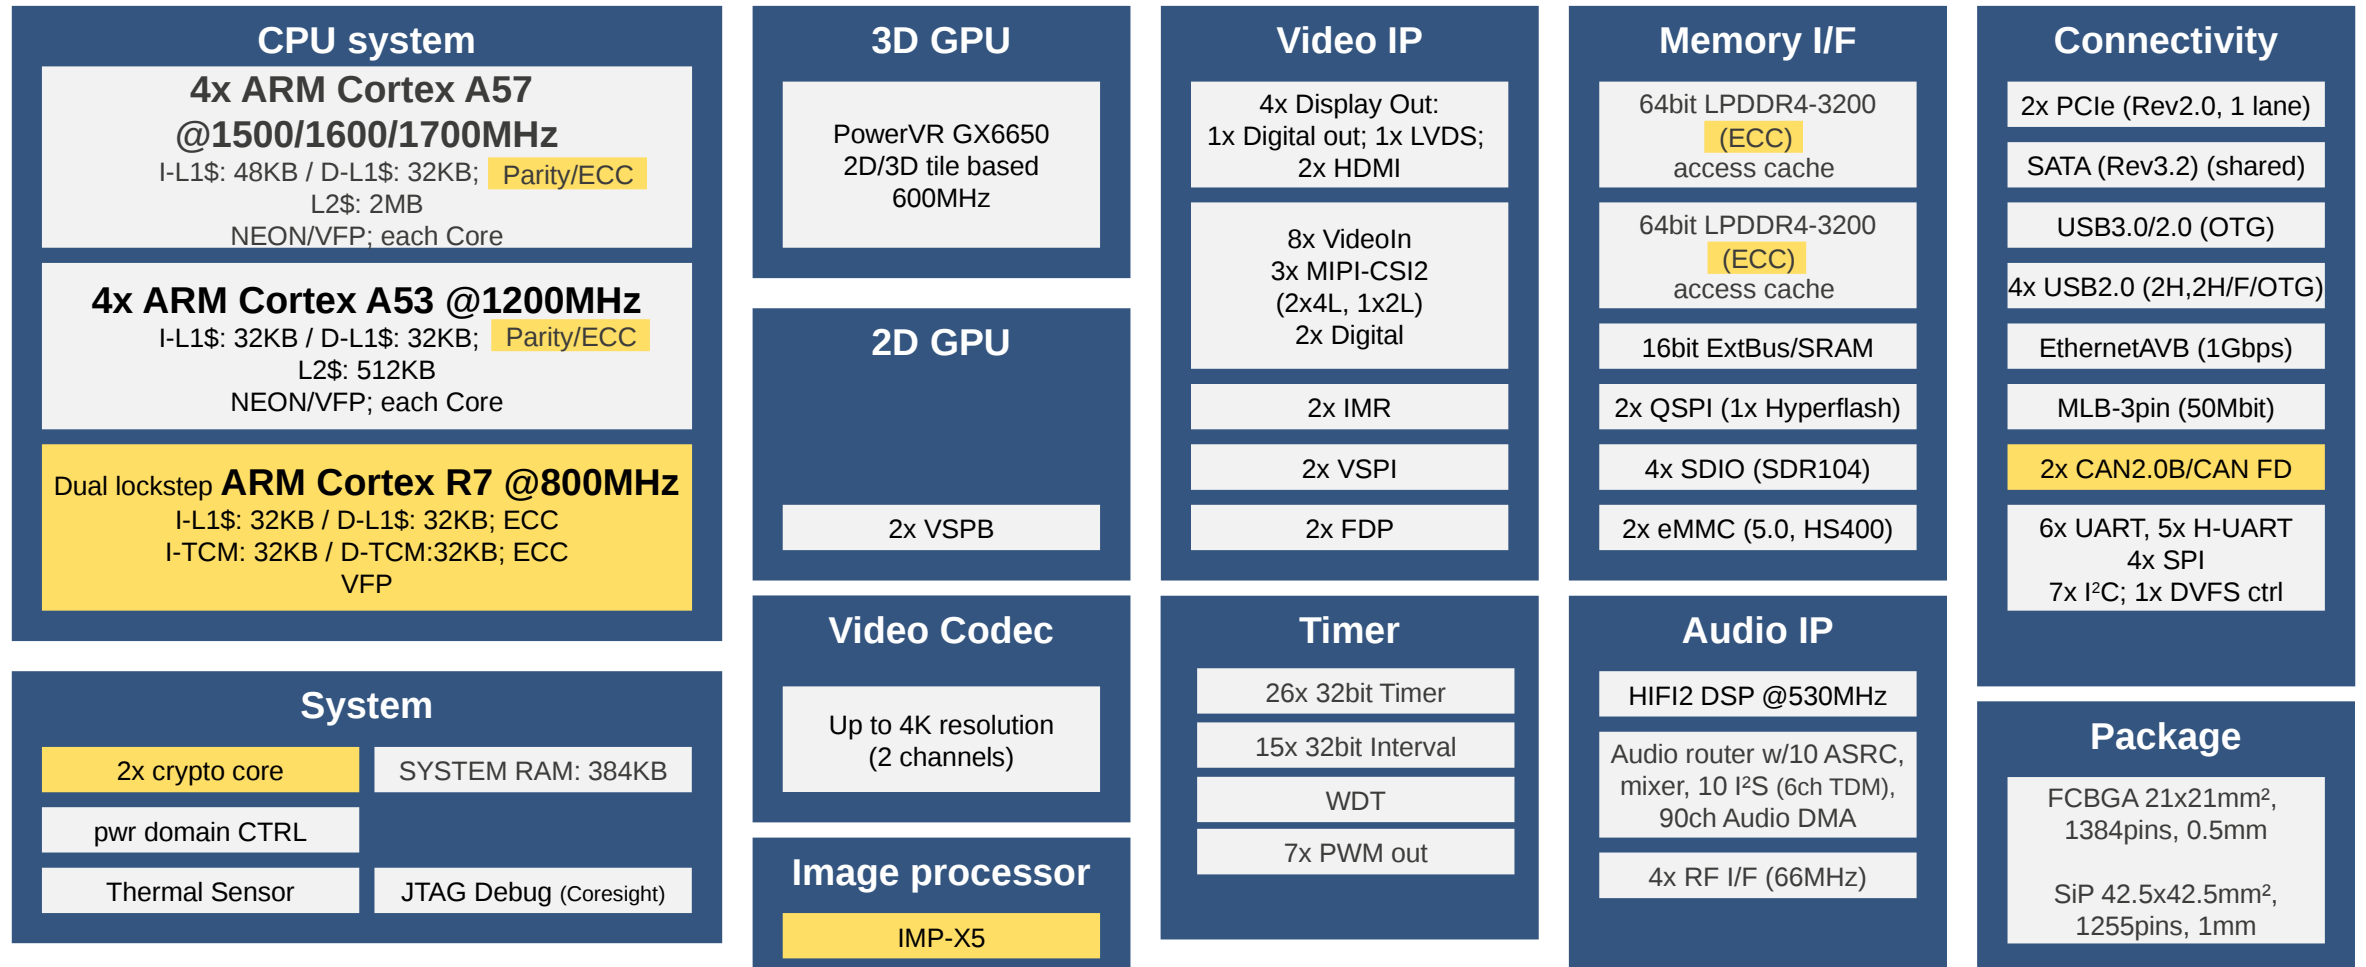 CPU system
4x ARM Cortex A57
@1500/1600/1700MHz
I-L1$: 48KB / D-L1$: 32KB; Parity/ECC
L2$: 2MB
NEON/VFP; each Core
4x ARM Cortex A53 @1200MHz
I-L1$: 32KB / D-L1$: 32KB; Parity/ECC
L2$: 512KB
NEON/VFP; each Core
Dual lockstep ARM Cortex R7 @800MHz
I-L1$: 32KB / D-L1$: 32KB; ECC
I-TCM: 32KB / D-TCM:32KB; ECC
VFP
System
2x crypto core
SYSTEM RAM: 384KB
pwr domain CTRL
Thermal Sensor
JTAG Debug (Coresight)
3D GPU
PowerVR GX6650
2D/3D tile based
600MHz
2D GPU
2x VSPB
Video Codec
Up to 4K resolution
(2 channels)
Image processor
IMP-X5
Video IP
4x Display Out:
1x Digital out; 1x LVDS;
2x HDMI
8x VideoIn
3x MIPI-CSI2
(2x4L, 1x2L)
2x Digital
2x IMR
2x VSPI
2x FDP
Timer
26x 32bit Timer
15x 32bit Interval
WDT
7x PWM out
Memory I/F
64bit LPDDR4-3200
(ECC)
access cache
64bit LPDDR4-3200
(ECC)
access cache
16bit ExtBus/SRAM
2x QSPI (1x Hyperflash)
4x SDIO (SDR104)
2x eMMC (5.0, HS400)
Audio IP
HIFI2 DSP @530MHz
Audio router w/10 ASRC,
mixer, 10 I²S (6ch TDM),
90ch Audio DMA
4x RF I/F (66MHz)
Connectivity
2x PCIe (Rev2.0, 1 lane)
SATA (Rev3.2) (shared)
USB3.0/2.0 (OTG)
4x USB2.0 (2H,2H/F/OTG)
EthernetAVB (1Gbps)
MLB-3pin (50Mbit)
2x CAN2.0B/CAN FD
6x UART, 5x H-UART
4x SPI
7x I²C; 1x DVFS ctrl
Package
FCBGA 21x21mm²,
1384pins, 0.5mm
SiP 42.5x42.5mm²,
1255pins, 1mm